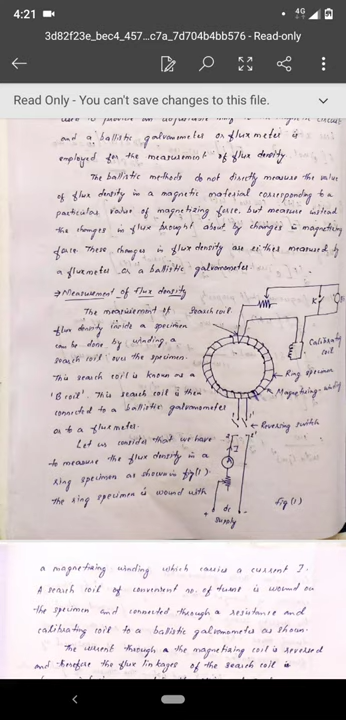 4:21
4G
3d82f23e_bec4_457...c7a_7d704b4bb576 - Read-only
Read Only - You can't save changes to this file.
and a ballistic galvanometer or fluxmeter is
employed for the measurement of flux density.
The ballistic methods do not directly measure the value
of flux density in a magnetic material corresponding to a
particular value of magnetizing force, but measure instead
the changes in flux brought about by changes in magnetizing
force. These changes in flux density are either measured by
a fluxmeter or a ballistic galvanometer
→ Measurement of flux density
The measurement of
flux density inside a specimen
can be done by winding a
search coil over the specimen.
This search coil is known as a
'B coil'. This search coil is then
connected to a ballistic galvanometer
or to a fluxmeter.
Let us consider that we have
to measure the flux density in a
ring specimen as shown in fig(1).
the ring specimen is wound with
Search coil
K
Calibrating
coil
Ring specimen
Magnetizing winding
Reversing switch
1 1'
2 2'
I
+ -
dc
supply
fig (1)
a magnetizing winding which carries a current I.
A search coil of convenient no. of turns is wound on
the specimen and connected through a resistance and
calibrating coil to a ballistic galvanometer as shown.
The current through a the magnetizing coil is reversed
and therefore the flux linkages of the search coil